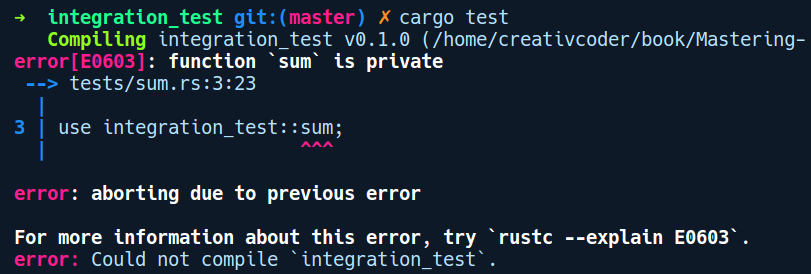 ➜ integration_test git:(master) ✗ cargo test
Compiling integration_test v0.1.0 (/home/creativcoder/book/Mastering-
error[E0603]: function `sum` is private
--> tests/sum.rs:3:23
|
3 | use integration_test::sum;
| ^^^
error: aborting due to previous error
For more information about this error, try `rustc --explain E0603`.
error: Could not compile `integration_test`.